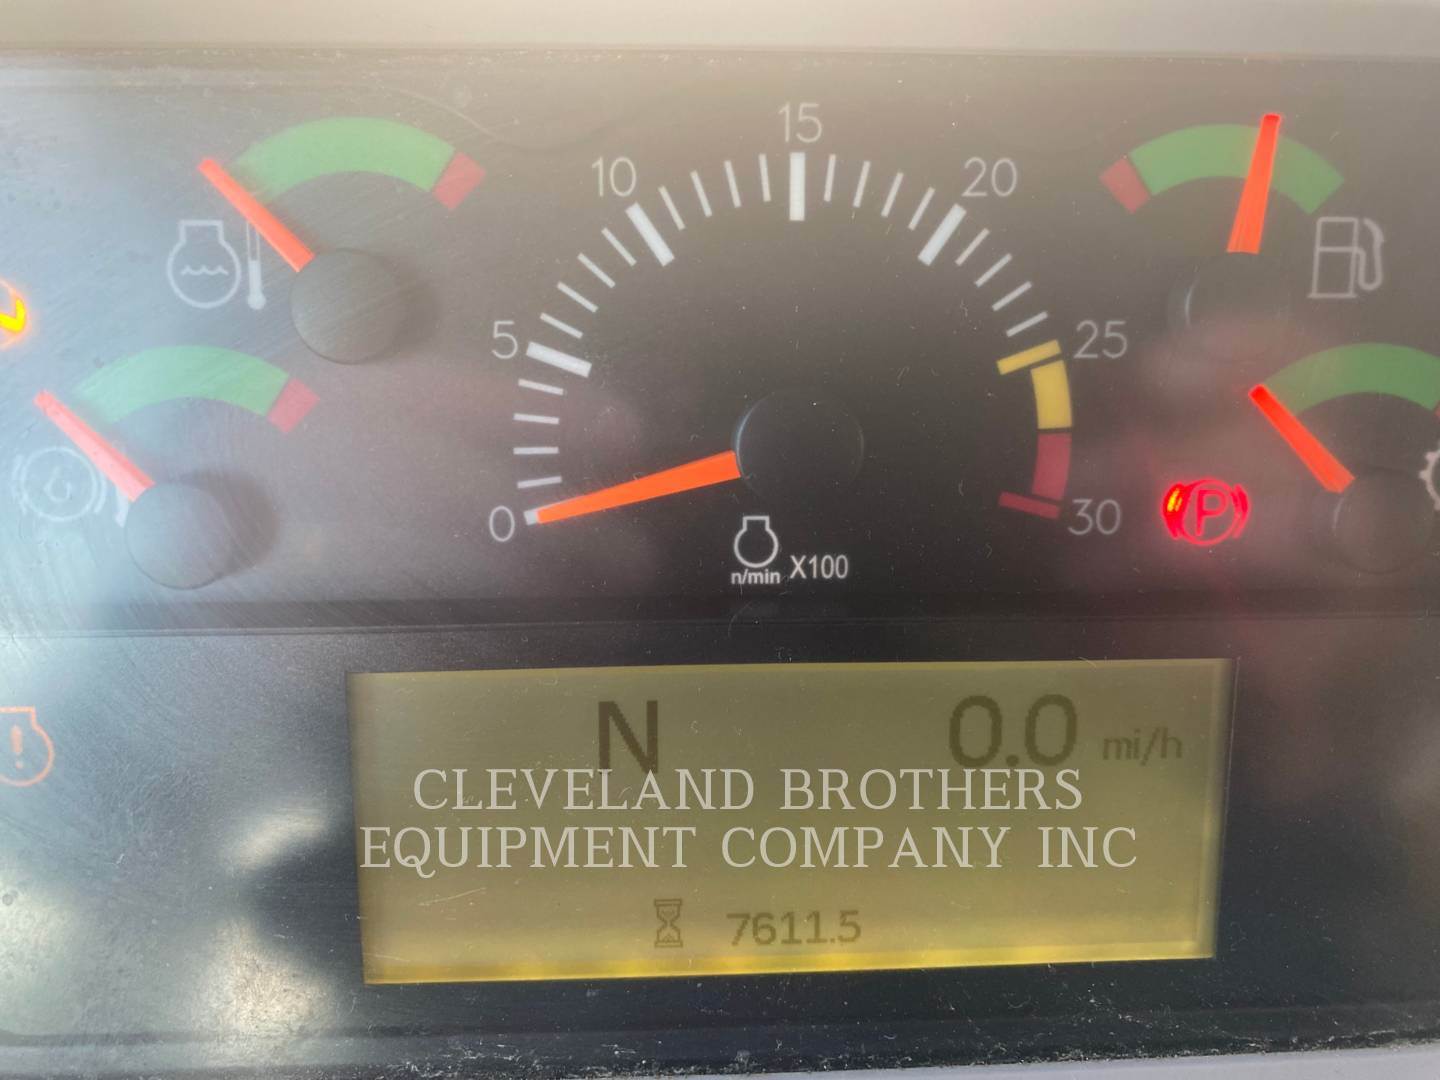 15
10
20
5
25
0
P
30
n/min X100
N 0.0 mi/h
CLEVELAND BROTHERS
EQUIPMENT COMPANY INC
7611.5